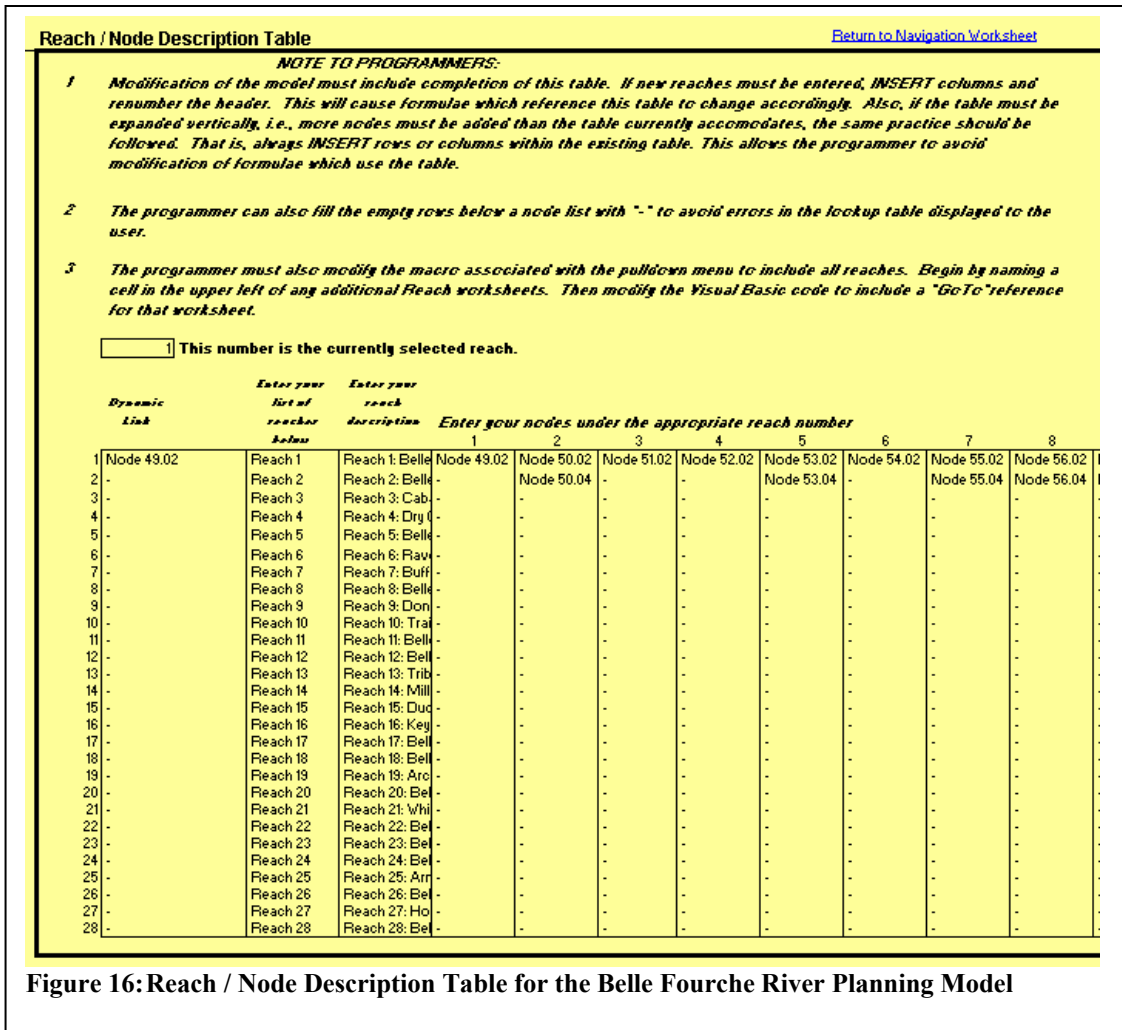 Reach / Node Description Table Return to Navigation Worksheet
NOTE TO PROGRAMMERS:
1 Modification of the model must include completion of this table. If new reaches must be entered, INSERT columns and
renumber the header. This will cause formulae which reference this table to change accordingly. Also, if the table must be
expanded vertically, i.e., more nodes must be added than the table currently accomodates, the same practice should be
followed. That is, always INSERT rows or columns within the existing table. This allows the programmer to avoid
modification of formulae which use the table.
2 The programmer can also fill the empty rows below a node list with "-" to avoid errors in the lookup table displayed to the
user.
3 The programmer must also modify the macro associated with the pulldown menu to include all reaches. Begin by naming a
cell in the upper left of any additional Reach worksheets. Then modify the Visual Basic code to include a "GoTo"reference
for that worksheet.
1 This number is the currently selected reach.
Enter your Enter your
Dynamic list of reach
Link reaches description Enter your nodes under the appropriate reach number
below 1 2 3 4 5 6 7 8
1 Node 49.02 Reach 1 Reach 1: Belle Node 49.02 Node 50.02 Node 51.02 Node 52.02 Node 53.02 Node 54.02 Node 55.02 Node 56.02
2 - Reach 2 Reach 2: Belle - Node 50.04 - - Node 53.04 - Node 55.04 Node 56.04
3 - Reach 3 Reach 3: Cab - - - - - - - -
4 - Reach 4 Reach 4: Dry - - - - - - - -
5 - Reach 5 Reach 5: Belle - - - - - - - -
6 - Reach 6 Reach 6: Rav - - - - - - - -
7 - Reach 7 Reach 7: Buff - - - - - - - -
8 - Reach 8 Reach 8: Belle - - - - - - - -
9 - Reach 9 Reach 9: Don - - - - - - - -
10 - Reach 10 Reach 10: Trai - - - - - - - -
11 - Reach 11 Reach 11: Bell - - - - - - - -
12 - Reach 12 Reach 12: Bell - - - - - - - -
13 - Reach 13 Reach 13: Trib - - - - - - - -
14 - Reach 14 Reach 14: Mill - - - - - - - -
15 - Reach 15 Reach 15: Duc - - - - - - - -
16 - Reach 16 Reach 16: Key - - - - - - - -
17 - Reach 17 Reach 17: Bell - - - - - - - -
18 - Reach 18 Reach 18: Bell - - - - - - - -
19 - Reach 19 Reach 19: Arc - - - - - - - -
20 - Reach 20 Reach 20: Bel - - - - - - - -
21 - Reach 21 Reach 21: Whi - - - - - - - -
22 - Reach 22 Reach 22: Bel - - - - - - - -
23 - Reach 23 Reach 23: Bel - - - - - - - -
24 - Reach 24 Reach 24: Bel - - - - - - - -
25 - Reach 25 Reach 25: Arr - - - - - - - -
26 - Reach 26 Reach 26: Bel - - - - - - - -
27 - Reach 27 Reach 27: Ho - - - - - - - -
28 - Reach 28 Reach 28: Bel - - - - - - - -
Figure 16: Reach / Node Description Table for the Belle Fourche River Planning Model